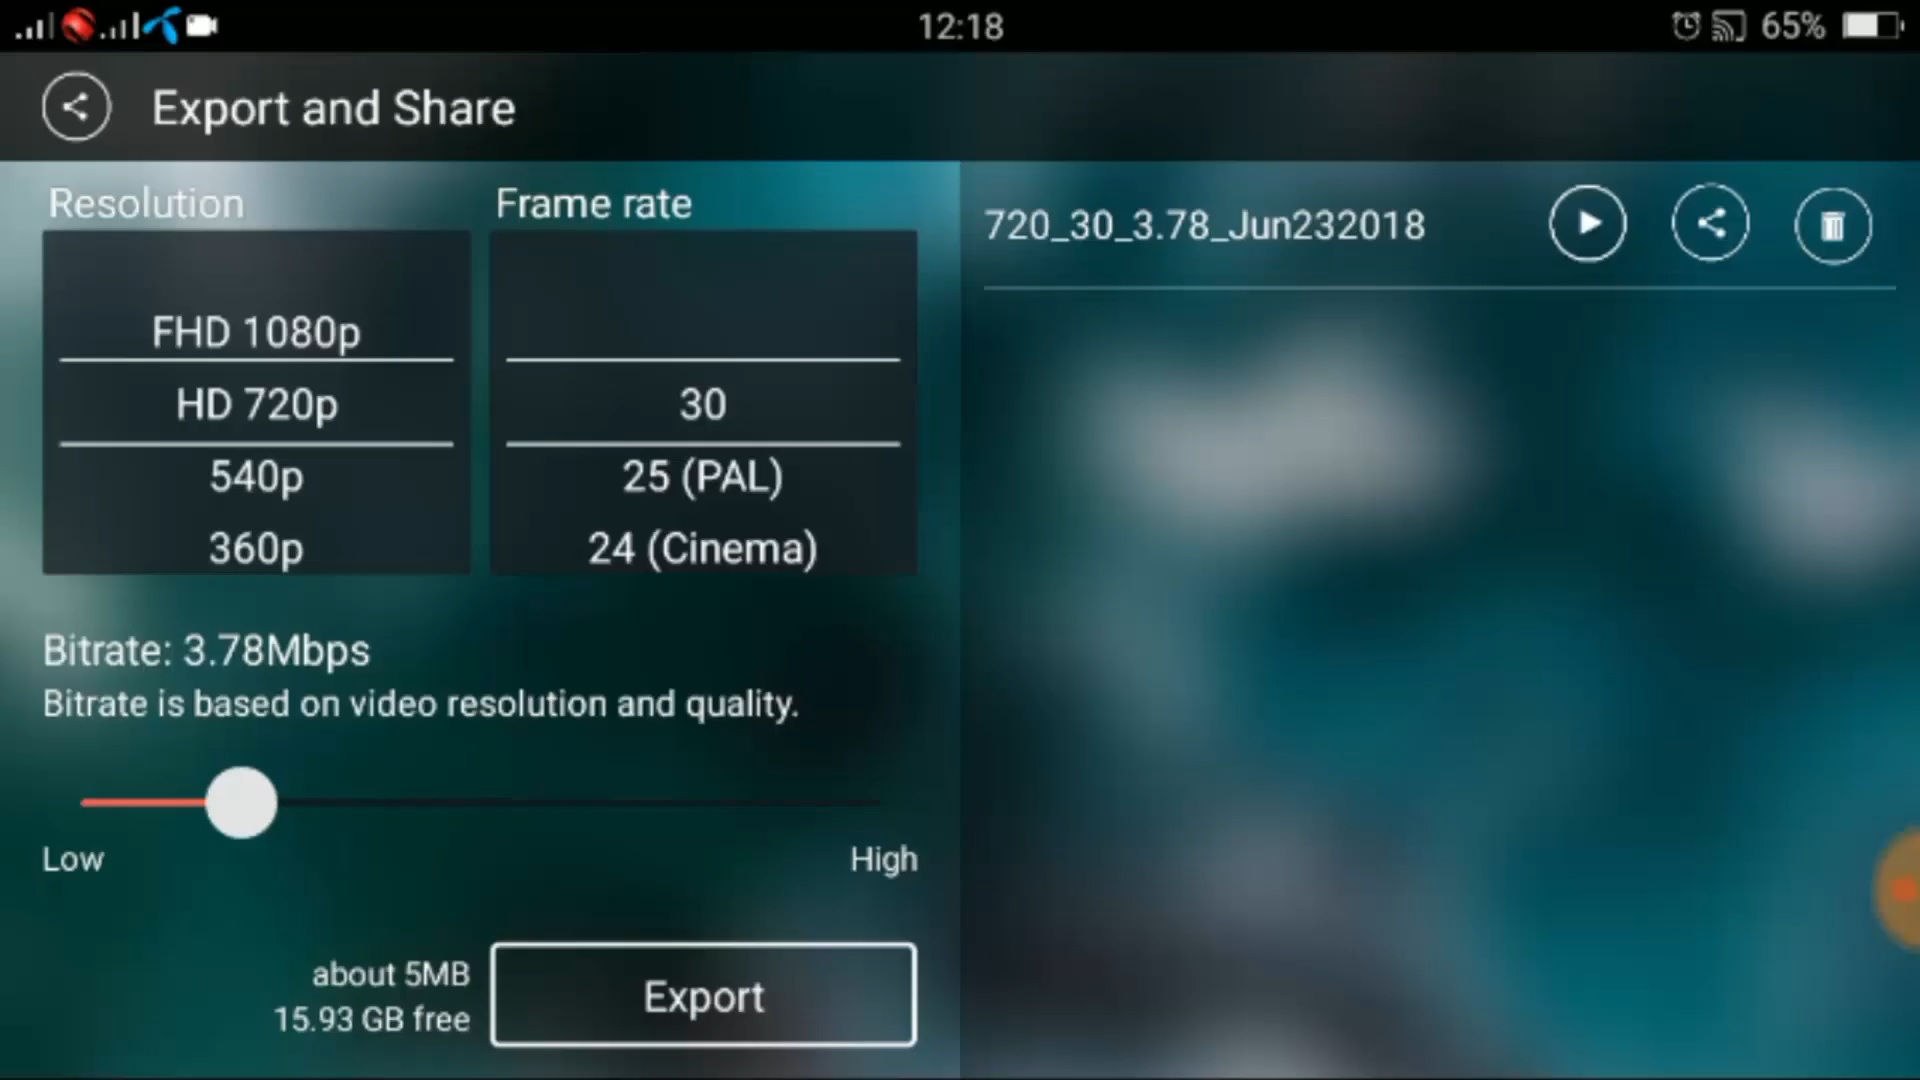 12:18
65%
Export and Share
Resolution
Frame rate
FHD 1080p
HD 720p
540p
360p
30
25 (PAL)
24 (Cinema)
Bitrate: 3.78Mbps
Bitrate is based on video resolution and quality.
Low
High
about 5MB
15.93 GB free
Export
720_30_3.78_Jun232018